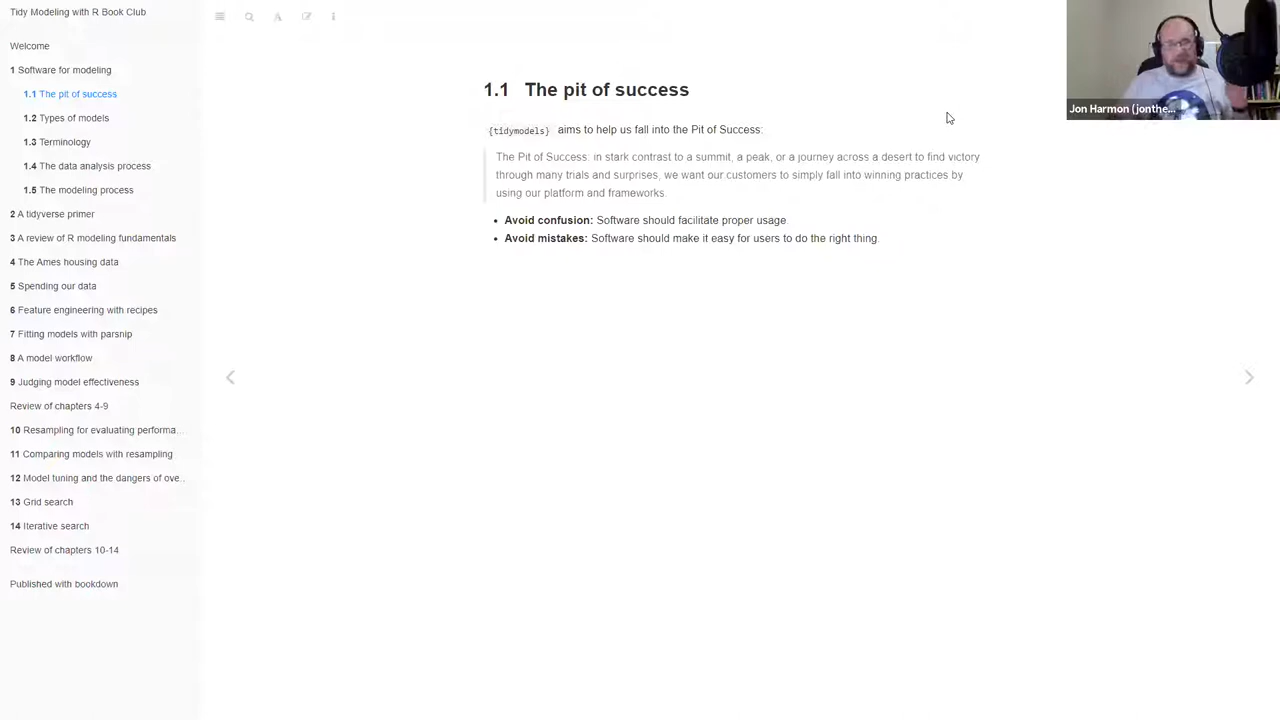 Tidy Modeling with R Book Club
Welcome
1 Software for modeling
1.1 The pit of success
1.2 Types of models
1.3 Terminology
1.4 The data analysis process
1.5 The modeling process
2 A tidyverse primer
3 A review of R modeling fundamentals
4 The Ames housing data
5 Spending our data
6 Feature engineering with recipes
7 Fitting models with parsnip
8 A model workflow
9 Judging model effectiveness
Review of chapters 4-9
10 Resampling for evaluating performa...
11 Comparing models with resampling
12 Model tuning and the dangers of ove...
13 Grid search
14 Iterative search
Review of chapters 10-14
Published with bookdown
1.1 The pit of success
{tidymodels} aims to help us fall into the Pit of Success:
The Pit of Success: in stark contrast to a summit, a peak, or a journey across a desert to find victory
through many trials and surprises, we want our customers to simply fall into winning practices by
using our platform and frameworks.
• Avoid confusion: Software should facilitate proper usage.
• Avoid mistakes: Software should make it easy for users to do the right thing.
Jon Harmon (jonthe...